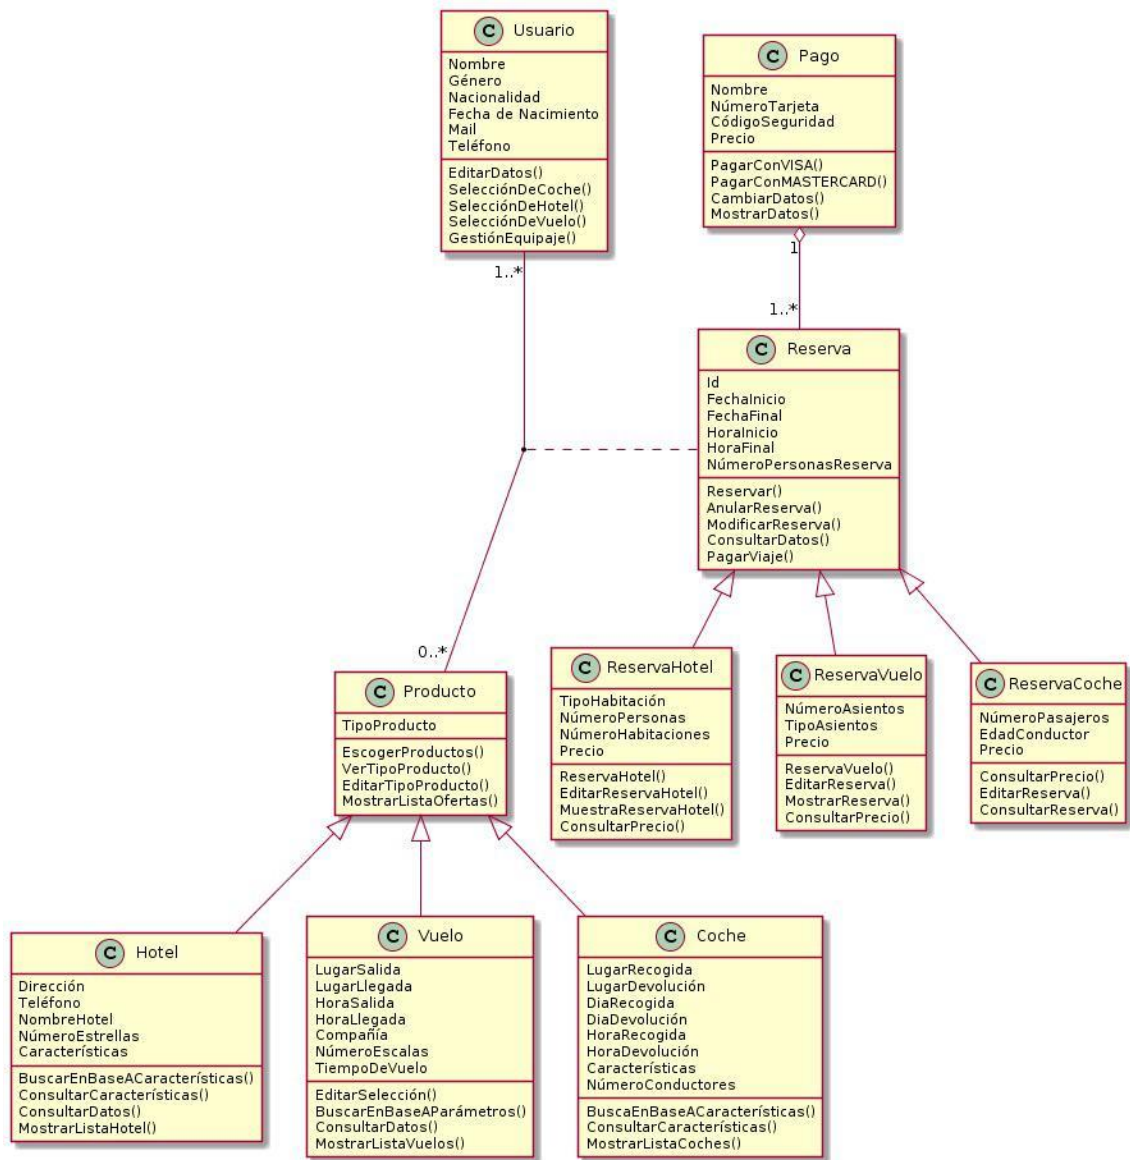 C Usuario
Nombre
Género
Nacionalidad
Fecha de Nacimiento
Mail
Teléfono
EditarDatos()
SelecciónDeCoche()
SelecciónDeHotel()
SelecciónDeVuelo()
GestiónEquipaje()
C Pago
Nombre
NúmeroTarjeta
CódigoSeguridad
Precio
PagarConVISA()
PagarConMASTERCARD()
CambiarDatos()
MostrarDatos()
1..*
1
1..*
C Reserva
Id
FechaInicio
FechaFinal
HoraInicio
HoraFinal
NúmeroPersonasReserva
Reservar()
AnularReserva()
ModificarReserva()
ConsultarDatos()
PagarViaje()
0..*
C Producto
TipoProducto
EscogerProductos()
VerTipoProducto()
EditarTipoProducto()
MostrarListaOfertas()
C ReservaHotel
TipoHabitación
NúmeroPersonas
NúmeroHabitaciones
Precio
ReservaHotel()
EditarReservaHotel()
MuestraReservaHotel()
ConsultarPrecio()
C ReservaVuelo
NúmeroAsientos
TipoAsientos
Precio
ReservaVuelo()
EditarReserva()
MostrarReserva()
ConsultarPrecio()
C ReservaCoche
NúmeroPasajeros
EdadConductor
Precio
ConsultarPrecio()
EditarReserva()
ConsultarReserva()
C Hotel
Dirección
Teléfono
NombreHotel
NúmeroEstrellas
Características
BuscarEnBaseACaracterísticas()
ConsultarCaracterísticas()
ConsultarDatos()
MostrarListaHotel()
C Vuelo
LugarSalida
LugarLlegada
HoraSalida
HoraLlegada
Compañía
NúmeroEscalas
TiempoDeVuelo
EditarSelección()
BuscarEnBaseAParámetros()
ConsultarDatos()
MostrarListaVuelos()
C Coche
LugarRecogida
LugarDevolución
DiaRecogida
DiaDevolución
HoraRecogida
HoraDevolución
Características
NúmeroConductores
BuscaEnBaseACaracterísticas()
ConsultarCaracterísticas()
MostrarListaCoches()